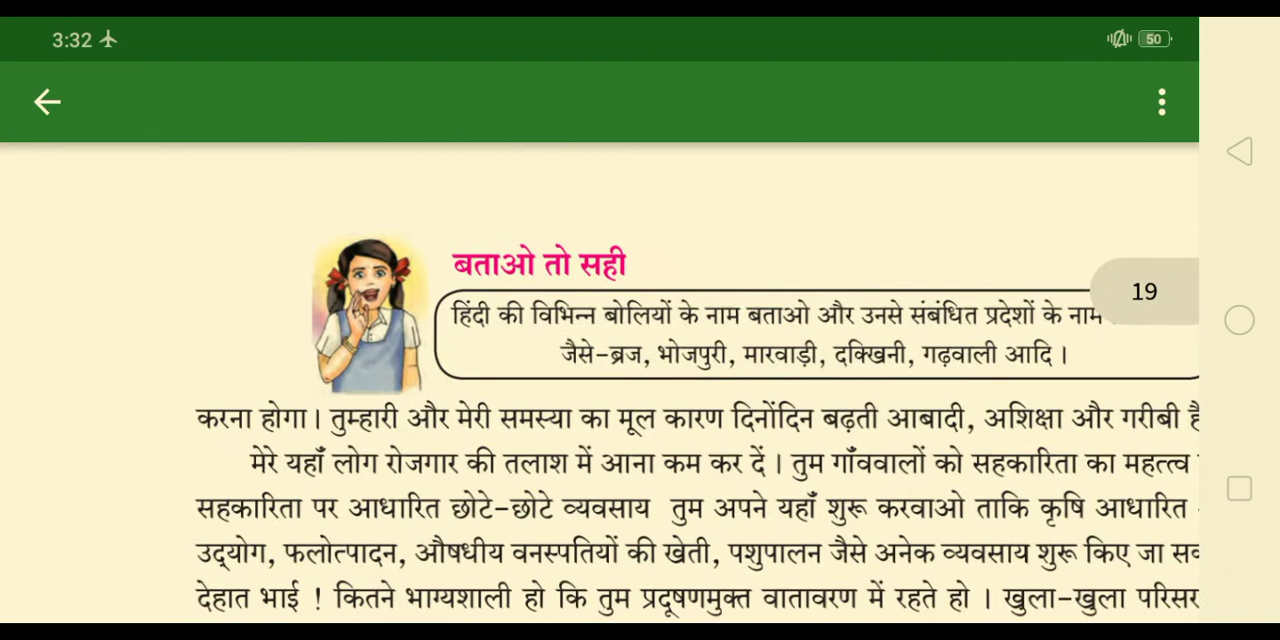 3:32
50
बताओ तो सही
19
हिंदी की विभिन्न बोलियों के नाम बताओ और उनसे संबंधित प्रदेशों के नाम
जैसे-ब्रज, भोजपुरी, मारवाड़ी, दक्खिनी, गढ़वाली आदि ।
करना होगा । तुम्हारी और मेरी समस्या का मूल कारण दिनोंदिन बढ़ती आबादी, अशिक्षा और गरीबी
मेरे यहाँ लोग रोजगार की तलाश में आना कम कर दें । तुम गाँववालों को सहकारिता का महत्त्व
सहकारिता पर आधारित छोटे-छोटे व्यवसाय तुम अपने यहाँ शुरू करवाओ ताकि कृषि आधारित
उद्योग, फलोत्पादन, औषधीय वनस्पतियों की खेती, पशुपालन जैसे अनेक व्यवसाय शुरू किए जा
देहात भाई ! कितने भाग्यशाली हो कि तुम प्रदूषणमुक्त वातावरण में रहते हो । खुला-खुला परिसर